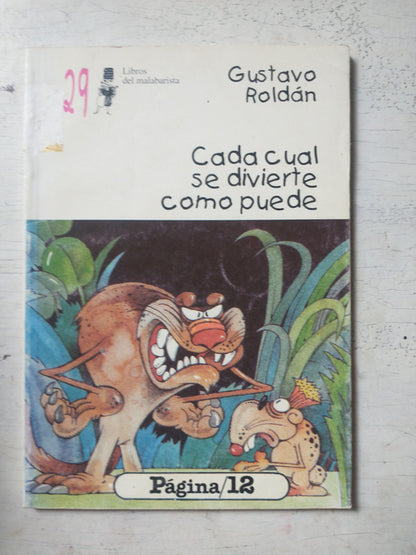 29
Libros
del malabarista
Gustavo
Roldán
Cada cual
se divierte
como puede
Página/12